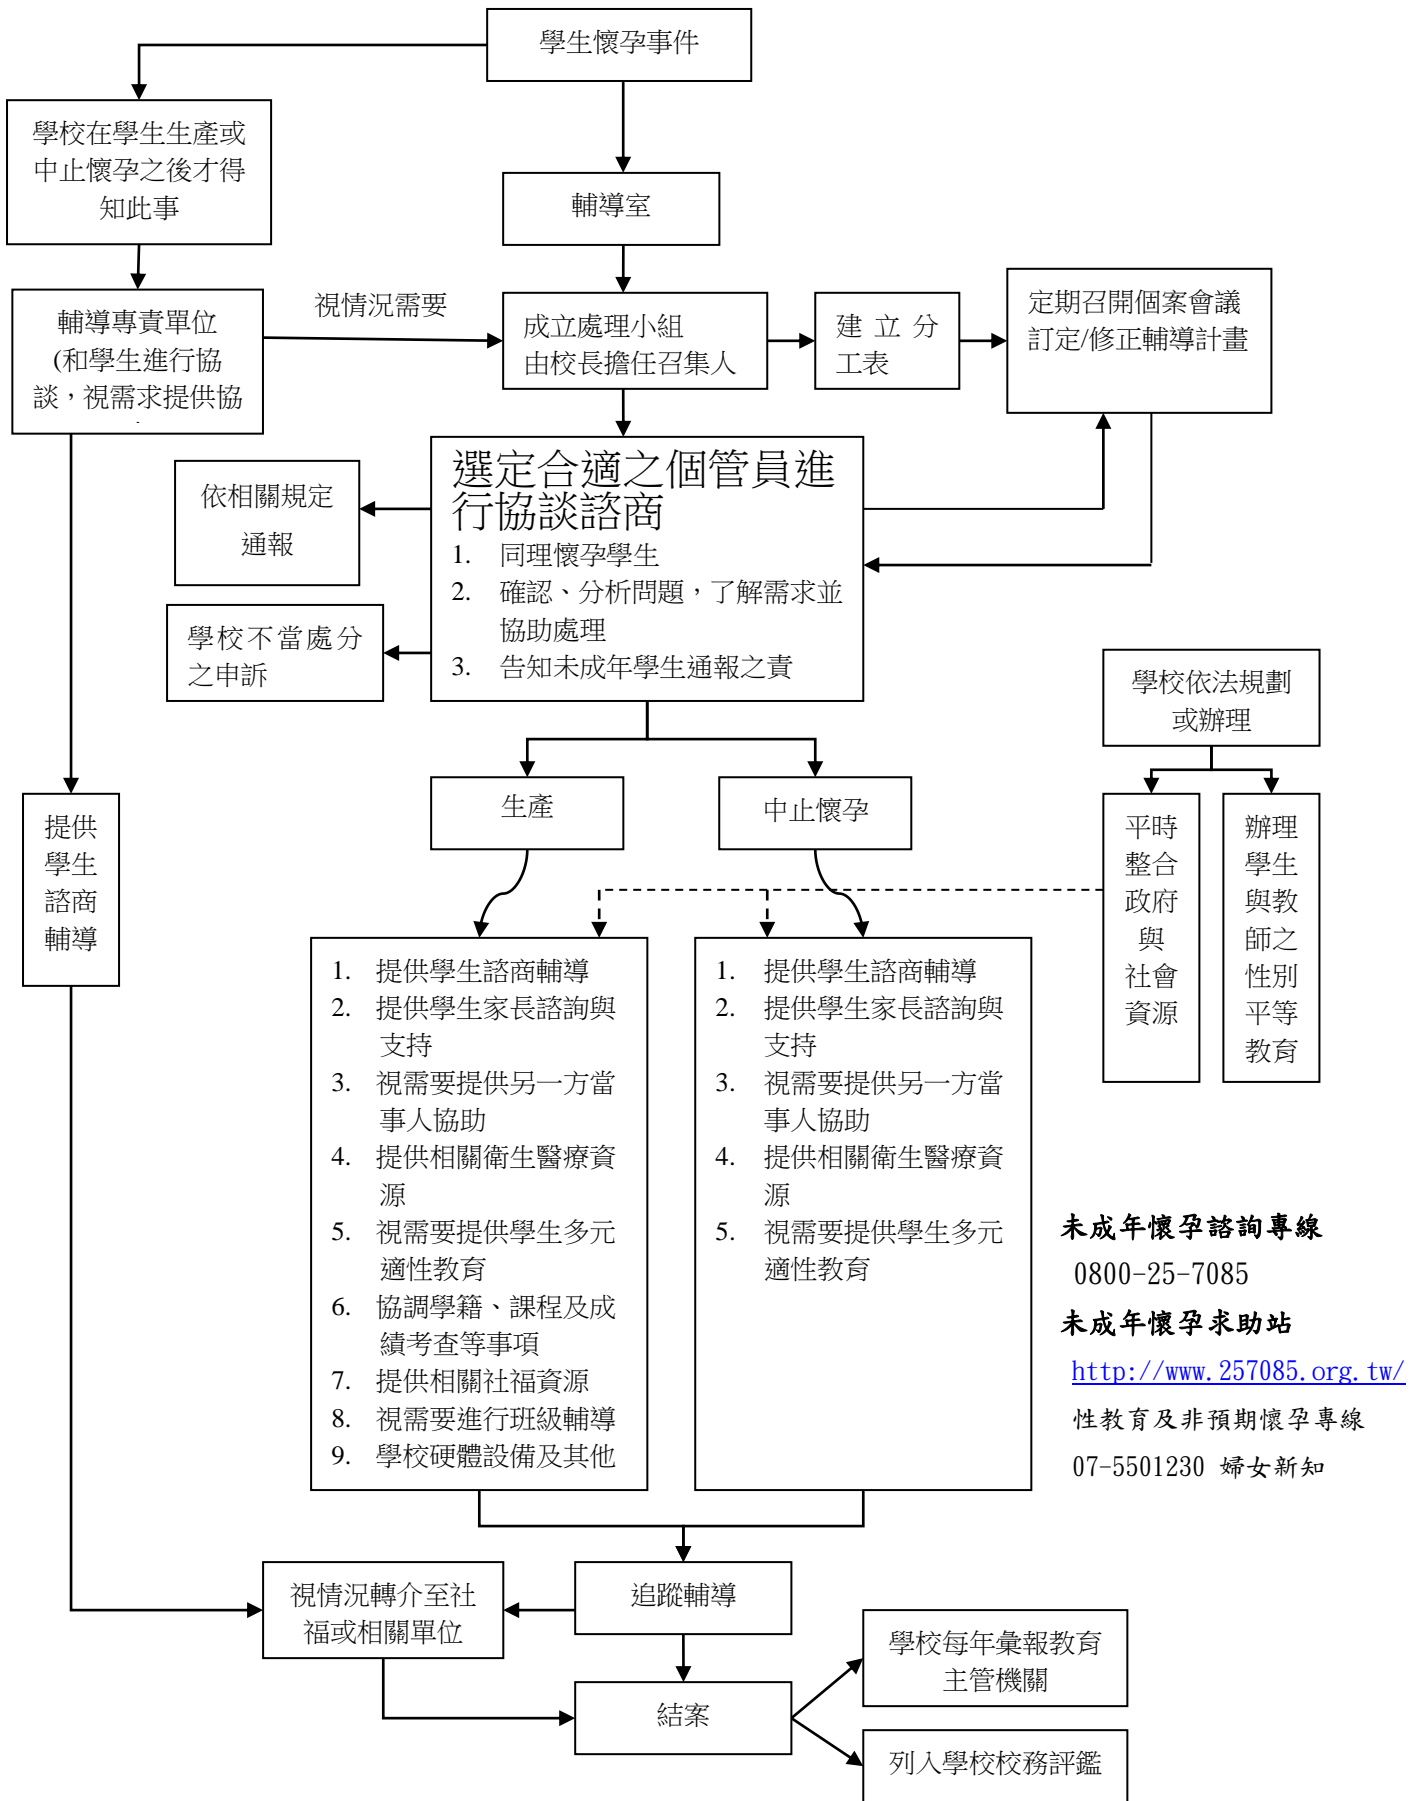 學生懷孕事件
學校在學生生產或
中止懷孕之後才得
知此事
輔導室
輔導專責單位
(和學生進行協
談，視需求提供協
視情況需要
成立處理小組
由校長擔任召集人
建立分
工表
定期召開個案會議
訂定/修正輔導計畫
選定合適之個管員進
行協談諮商
1. 同理懷孕學生
2. 確認、分析問題，了解需求並
協助處理
3. 告知未成年學生通報之責
依相關規定
通報
學校不當處分
之申訴
學校依法規劃
或辦理
生產
中止懷孕
提供
學生
諮商
輔導
平時
整合
政府
與
社會
資源
辦理
學生
與教
師之
性別
平等
教育
1. 提供學生諮商輔導
2. 提供學生家長諮詢與
支持
3. 視需要提供另一方當
事人協助
4. 提供相關衛生醫療資
源
5. 視需要提供學生多元
適性教育
6. 協調學籍、課程及成
績考查等事項
7. 提供相關社福資源
8. 視需要進行班級輔導
9. 學校硬體設備及其他
1. 提供學生諮商輔導
2. 提供學生家長諮詢與
支持
3. 視需要提供另一方當
事人協助
4. 提供相關衛生醫療資
源
5. 視需要提供學生多元
適性教育
未成年懷孕諮詢專線
0800-25-7085
未成年懷孕求助站
http://www.257085.org.tw/
性教育及非預期懷孕專線
07-5501230 婦女新知
視情況轉介至社
福或相關單位
追蹤輔導
結案
學校每年彙報教育
主管機關
列入學校校務評鑑